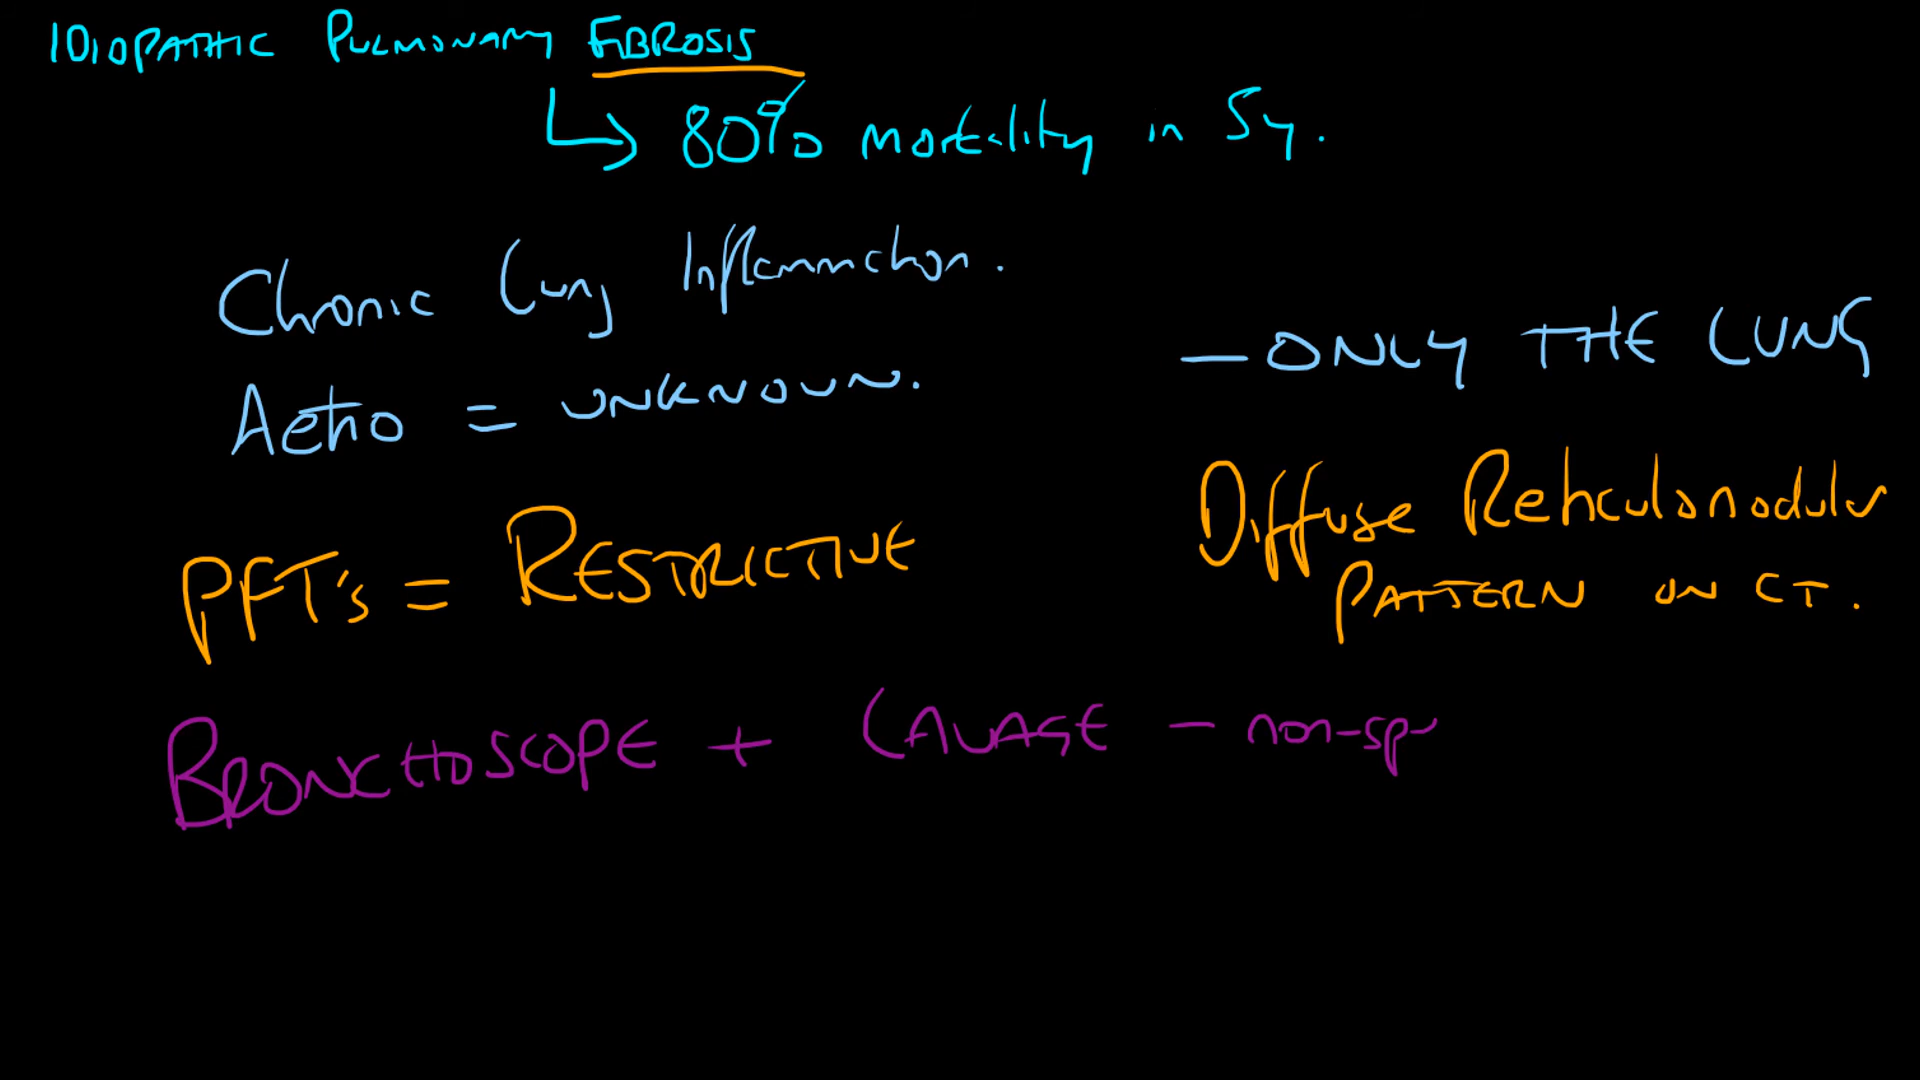 IDIOPATHIC PULMONARY FIBROSIS
80% mortality in 5y.
Chronic Lung Inflammation.
- ONLY THE LUNG
Aetio = UNKNOWN.
Diffuse Reticulonodular
PATTERN ON CT.
PFT's = RESTRICTIVE
BRONCHOSCOPE + LAVAGE - non-sp